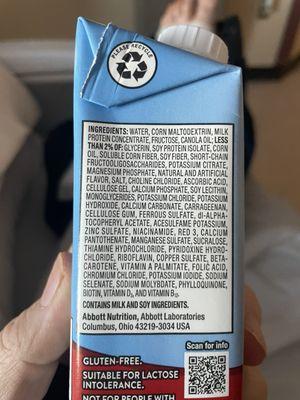 PLEASE RECYCLE
INGREDIENTS: WATER, CORN MALTODEXTRIN, MILK
PROTEIN CONCENTRATE, FRUCTOSE, CANOLA OIL; LESS
THAN 2% OF: GLYCERIN, SOY PROTEIN ISOLATE, CORN
OIL, SOLUBLE CORN FIBER, SOY FIBER, SHORT-CHAIN
FRUCTOOLIGOSACCHARIDES, POTASSIUM CITRATE,
MAGNESIUM PHOSPHATE, NATURAL AND ARTIFICIAL
FLAVOR, SALT, CHOLINE CHLORIDE, ASCORBIC ACID,
CELLULOSE GEL, CALCIUM PHOSPHATE, SOY LECITHIN,
MONOGLYCERIDES, POTASSIUM CHLORIDE, POTASSIUM
HYDROXIDE, CALCIUM CARBONATE, CARRAGEENAN,
CELLULOSE GUM, FERROUS SULFATE, dl-ALPHA-
TOCOPHERYL ACETATE, ACESULFAME POTASSIUM,
ZINC SULFATE, NIACINAMIDE, RED 3, CALCIUM
PANTOTHENATE, MANGANESE SULFATE, SUCRALOSE,
THIAMINE HYDROCHLORIDE, PYRIDOXINE HYDRO-
CHLORIDE, RIBOFLAVIN, COPPER SULFATE, BETA-
CAROTENE, VITAMIN A PALMITATE, FOLIC ACID,
CHROMIUM CHLORIDE, POTASSIUM IODIDE, SODIUM
SELENATE, SODIUM MOLYBDATE, PHYLLOQUINONE,
BIOTIN, VITAMIN D3, AND VITAMIN B12.
CONTAINS MILK AND SOY INGREDIENTS.
Abbott Nutrition, Abbott Laboratories
Columbus, Ohio 43219-3034 USA
Scan for info
GLUTEN-FREE.
SUITABLE FOR LACTOSE
INTOLERANCE.
NOT FOR PEOPLE WITH